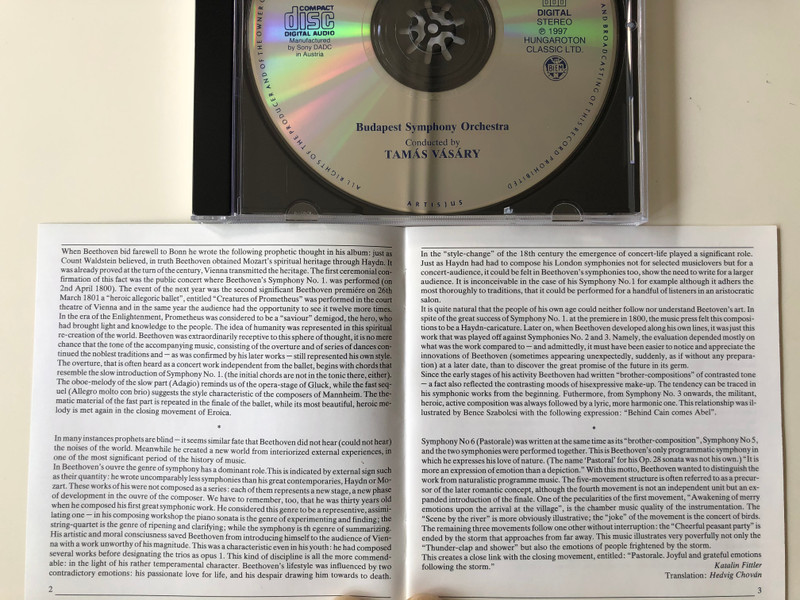 COMPACT
disc
DIGITAL AUDIO
Manufactured
by Sony DADC
in Austria
DDD
DIGITAL
STEREO
℗ 1997
HUNGAROTON
CLASSIC LTD.
BIEM
ALL RIGHTS OF THE PRODUCER AND OF THE OWNER O
AND BROADCASTING OF THIS RECORD PROHIBITED
ARTISJUS
Budapest Symphony Orchestra
Conducted by
TAMÁS VÁSÁRY
When Beethoven bid farewell to Bonn he wrote the following prophetic thought in his album: just as
Count Waldstein believed, in truth Beethoven obtained Mozart's spiritual heritage through Haydn. It
was already proved at the turn of the century, Vienna transmitted the heritage. The first ceremonial con-
firmation of this fact was the public concert where Beethoven's Symphony No. 1. was performed (on
2nd April 1800). The event of the next year was the second significant Beethoven premiére on 26th
March 1801 a "heroic allegoric ballet", entitled "Creatures of Prometheus" was performed in the court
theatre of Vienna and in the same year the audience had the opportunity to see it twelve more times.
In the era of the Enlightenment, Prometheus was considered to be a "saviour" demigod, the hero, who
had brought light and knowledge to the people. The idea of humanity was represented in this spiritual
re-creation of the world. Beethoven was extraordinarily receptive to this sphere of thought, it is no mere
chance that the tone of the accompanying music, consisting of the overture and of series of dances con-
tinued the noblest traditions and – as was confirmed by his later works – still represented his own style.
The overture, that is often heard as a concert work independent from the ballet, begins with chords that
resemble the slow introduction of Symphony No. 1. (the initial chords are not in the tonic there, either).
The oboe-melody of the slow part (Adagio) reminds us of the opera-stage of Gluck, while the fast seq-
uel (Allegro molto con brio) suggests the style characteristic of the composers of Mannheim. The the-
matic material of the fast part is repeated in the finale of the ballet, while its most beautiful, heroic me-
lody is met again in the closing movement of Eroica.
*
In many instances prophets are blind – it seems similar fate that Beethoven did not hear (could not hear)
the noises of the world. Meanwhile he created a new world from interiorized external experiences, in
one of the most significant period of the history of music.
In Beethoven's ouvre the genre of symphony has a dominant role. This is indicated by external sign such
as their quantity: he wrote uncomparably less symphonies than his great contemporaries, Haydn or Mo-
zart. These works of his were not composed as a series: each of them represents a new stage, a new phase
of development in the ouvre of the composer. We have to remember, too, that he was thirty years old
when he composed his first great symphonic work. He considered this genre to be a representive, assimi-
lating one – in his composing workshop the piano sonata is the genre of experimenting and finding; the
string-quartet is the genre of ripening and clarifying; while the symphony is th egenre of summarizing.
His artistic and moral consciousness saved Beethoven from introducing himself to the audience of Vien-
na with a work unworthy of his magnitude. This was a characteristic even in his youth: he had composed
several works before designating the trios as opus 1. This kind of discipline is all the more commend-
able: in the light of his rather temperamental character. Beethoven's lifestyle was influenced by two
contradictory emotions: his passionate love for life, and his despair drawing him towards to death.
2
In the "style-change" of the 18th century the emergence of concert-life played a significant role.
Just as Haydn had had to compose his London symphonies not for selected musiclovers but for a
concert-audience, it could be felt in Beethoven's symphonies too, show the need to write for a larger
audience. It is inconceivable in the case of his Symphony No.1 for example although it adhers the
most thoroughly to traditions, that it could be performed for a handful of listeners in an aristocratic
salon.
It is quite natural that the people of his own age could neither follow nor understand Beetoven's art. In
spite of the great success of Symphony No. 1. at the premiére in 1800, the music press felt this composi-
tions to be a Haydn-caricature. Later on, when Beethoven developed along his own lines, it was just this
work that was played off against Symphonies No. 2 and 3. Namely, the evaluation depended mostly on
what was the work compared to – and admittedly, it must have been easier to notice and appreciate the
innovations of Beethoven (sometimes appearing unexpectedly, suddenly, as if without any prepara-
tion) at a later date, than to discover the great promise of the future in its germ.
Since the early stages of his activity Beethoven had written "brother-compositions" of contrasted tone
– a fact also reflected the contrasting moods of hisexpressive make-up. The tendency can be traced in
his symphonic works from the beginning. Futhermore, from Symphony No. 3 onwards, the militant,
heroic, active composition was always followed by a lyric, more harmonic one. This relationship was il-
lustrated by Bence Szabolcsi with the following expression: "Behind Cain comes Abel".
*
Symphony No 6 (Pastorale) was written at the same time as its "brother-composition", Symphony No 5,
and the two symphonies were performed together. This is Beethoven's only programmatic symphony in
which he expresses his love of nature. (The name 'Pastoral' for his Op. 28 sonata was not his own.) "It is
more an expression of emotion than a depiction." With this motto, Beethoven wanted to distinguish the
work from naturalistic programme music. The five-movement structure is often referred to as a precur-
sor of the later romantic concept, although the fourth movement is not an independent unit but an ex-
panded introduction of the finale. One of the pecularities of the first movement, "Awakening of merry
emotions upon the arrival at the village", is the chamber music quality of the instrumentation. The
"Scene by the river" is more obviously illustrative; the "joke" of the movement is the concert of birds.
The remaining three movements follow one other without interruption: the "Cheerful peasant party" is
ended by the storm that approaches from far away. This music illustrates very poverfully not only the
"Thunder-clap and shower" but also the emotions of people frightened by the storm.
This creates a close link with the closing movement, entitled: "Pastorale. Joyful and grateful emotions
following the storm."
Katalin Fittler
Translation: Hedvig Chován
3